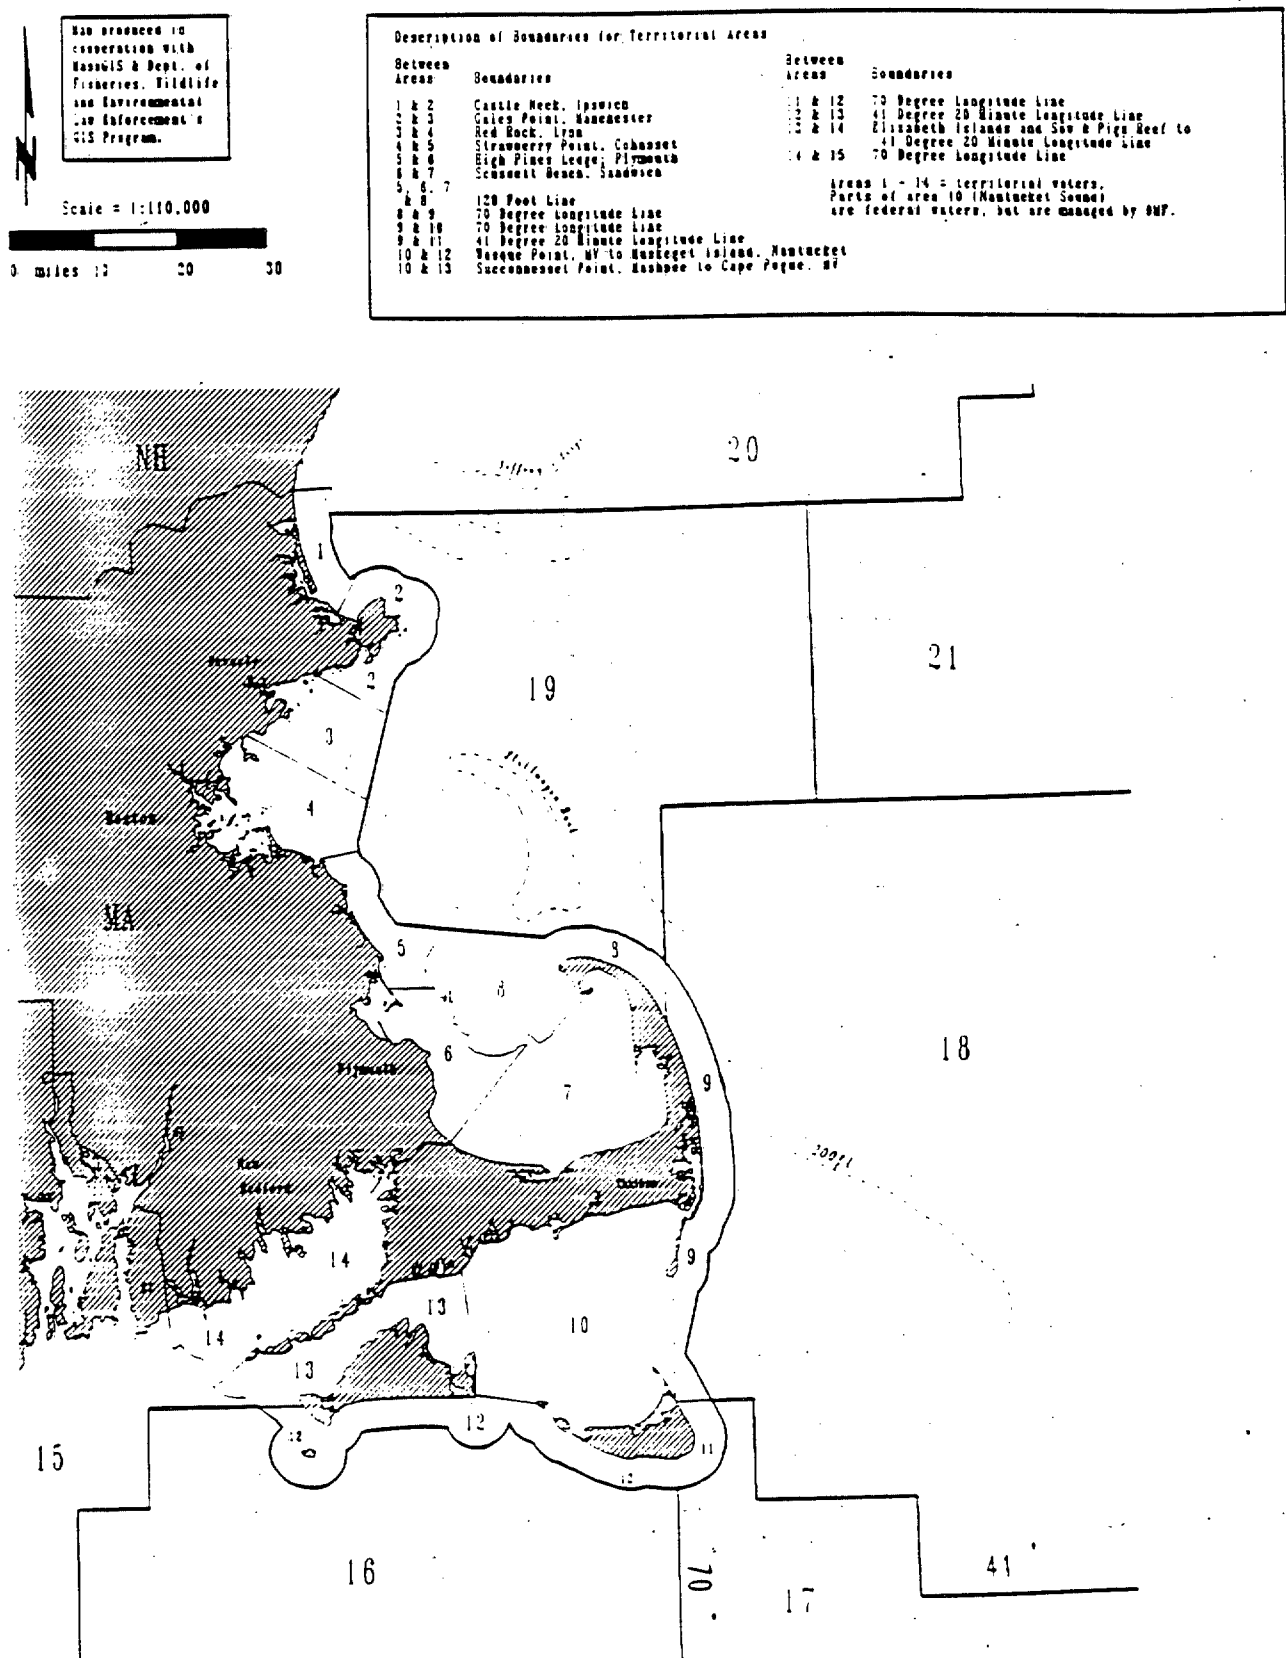 Map produced in
cooperation with
MassGIS & Dept. of
Fisheries, Wildlife
and Environmental
Law Enforcement's
GIS Program.
N
Scale = 1:110,000
0 miles 10 20 30
Description of Boundaries for Territorial Areas
Between
Areas Boundaries
1 & 2 Castle Neck, Ipswich
2 & 3 Gales Point, Manchester
3 & 4 Red Rock, Lynn
4 & 5 Strawberry Point, Cohasset
5 & 6 High Pines Ledge, Plymouth
6 & 7 Scussett Beach, Sandwich
5, 6, 7
& 8 120 Foot Line
8 & 9 70 Degree Longitude Line
9 & 10 70 Degree Longitude Line
9 & 11 41 Degree 20 Minute Longitude Line
10 & 12 Wasque Point, MV to Muskeget Island, Nantucket
10 & 13 Succonnesset Point, Mashpee to Cape Pogue, MV
Between
Areas Boundaries
11 & 12 70 Degree Longitude Line
12 & 13 41 Degree 20 Minute Longitude Line
13 & 14 Elizabeth Islands and Sow & Pigs Reef to
41 Degree 20 Minute Longitude Line
14 & 15 70 Degree Longitude Line
Areas 1 - 14 = territorial waters.
Parts of area 10 (Nantucket Sound)
are federal waters, but are managed by DMF.
20
NH
1
2
21
2
19
3
4
Boston
MA
5
8
8
18
6
Plymouth
7
9
200ft
New
Bedford
Chatham
9
14
13
14
10
13
12
12
11
12
15
16
70
17
41